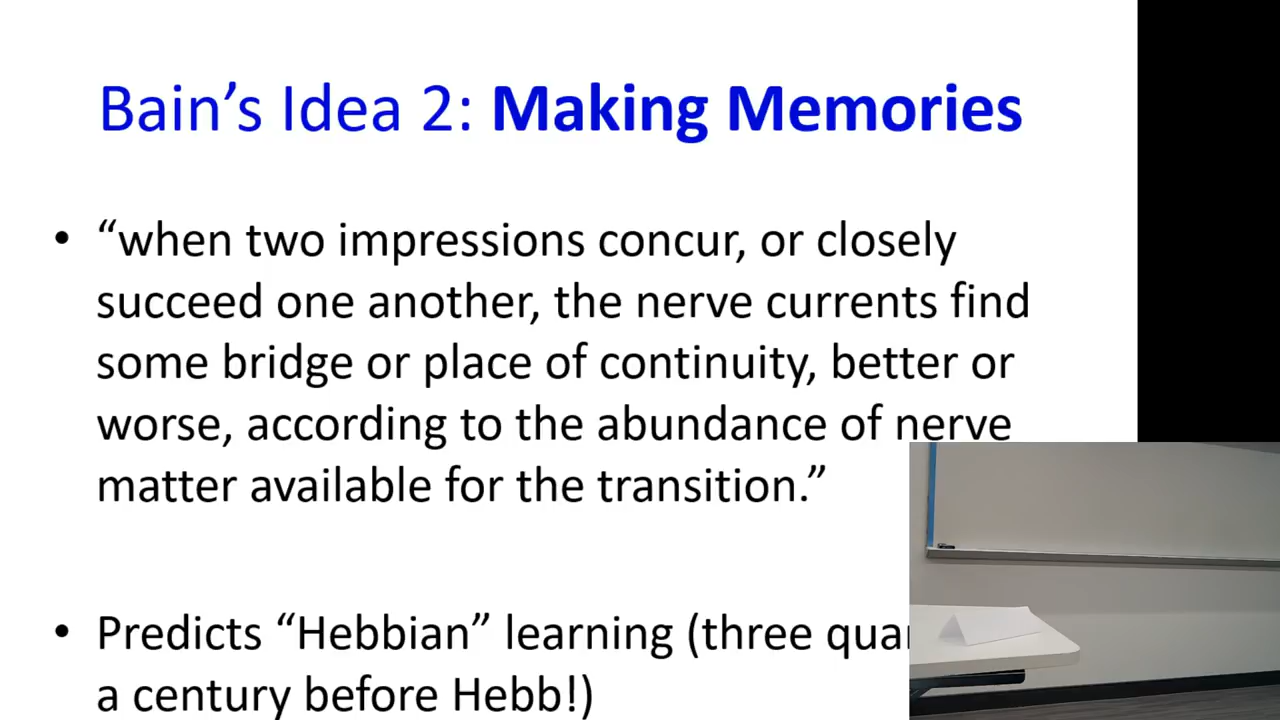 Bain’s Idea 2: Making Memories
• “when two impressions concur, or closely
succeed one another, the nerve currents find
some bridge or place of continuity, better or
worse, according to the abundance of nerve
matter available for the transition.”
• Predicts “Hebbian” learning (three
a century before Hebb!)